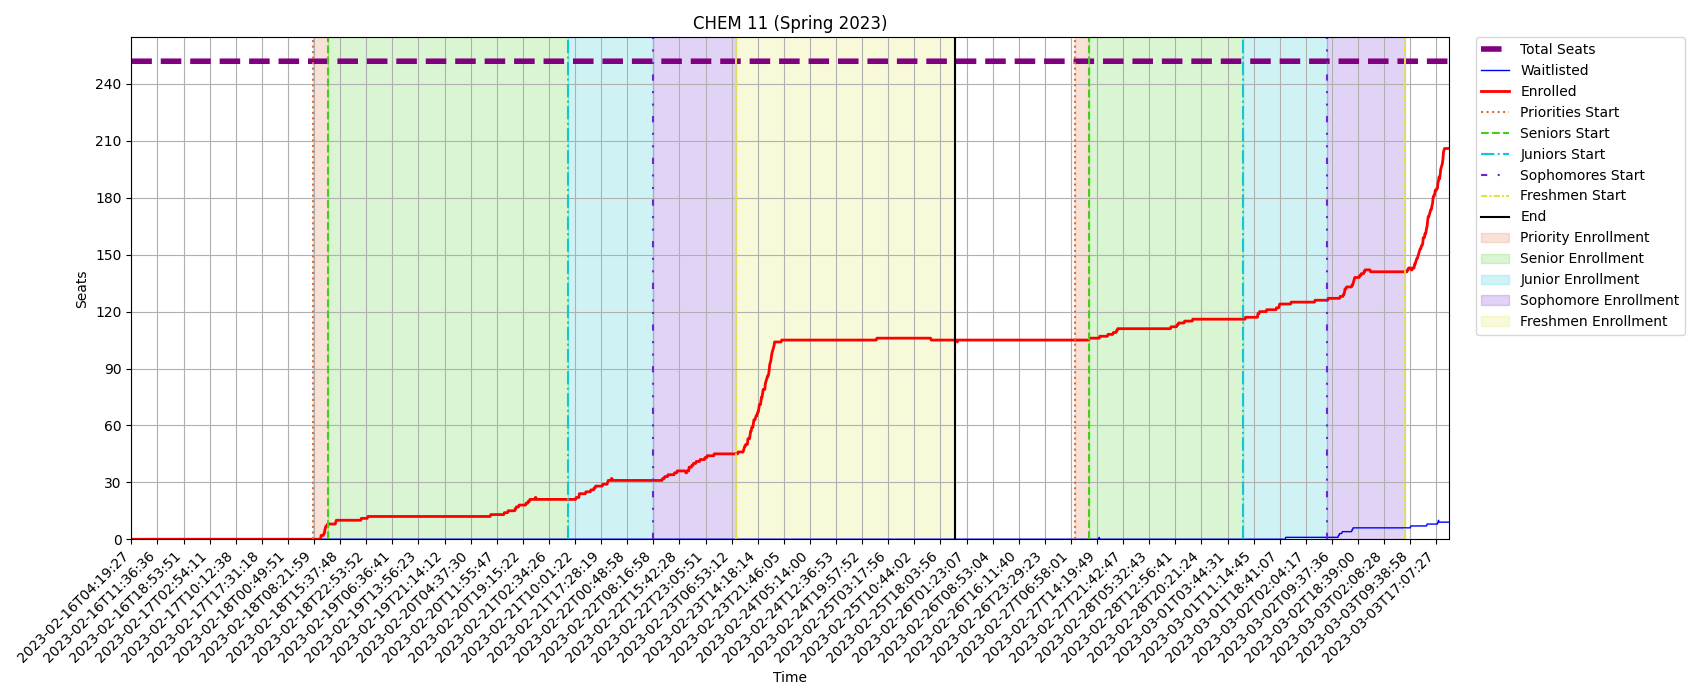 CHEM 11 (Spring 2023)
Seats
240
210
180
150
120
90
60
30
0
2023-02-16T04:19:27
2023-02-16T11:36:36
2023-02-16T18:53:51
2023-02-17T02:54:11
2023-02-17T10:12:38
2023-02-17T17:31:18
2023-02-18T00:49:51
2023-02-18T08:21:59
2023-02-18T15:37:48
2023-02-18T22:53:52
2023-02-19T06:36:41
2023-02-19T13:56:23
2023-02-19T21:14:12
2023-02-20T04:37:30
2023-02-20T11:55:47
2023-02-20T19:15:22
2023-02-21T02:34:26
2023-02-21T10:01:22
2023-02-21T17:28:19
2023-02-22T00:48:58
2023-02-22T08:16:58
2023-02-22T15:42:28
2023-02-22T23:05:51
2023-02-23T06:53:12
2023-02-23T14:18:14
2023-02-23T21:46:05
2023-02-24T05:14:00
2023-02-24T12:36:53
2023-02-24T19:57:52
2023-02-25T03:17:56
2023-02-25T10:44:02
2023-02-25T18:03:56
2023-02-26T01:23:07
2023-02-26T08:53:04
2023-02-26T16:11:40
2023-02-26T23:29:23
2023-02-27T06:58:01
2023-02-27T14:19:49
2023-02-27T21:42:47
2023-02-28T05:32:43
2023-02-28T12:56:41
2023-02-28T20:21:24
2023-03-01T03:44:31
2023-03-01T11:14:45
2023-03-01T18:41:07
2023-03-02T02:04:17
2023-03-02T09:37:36
2023-03-02T18:39:00
2023-03-03T02:08:28
2023-03-03T09:38:58
2023-03-03T17:07:27
Time
Total Seats
Waitlisted
Enrolled
Priorities Start
Seniors Start
Juniors Start
Sophomores Start
Freshmen Start
End
Priority Enrollment
Senior Enrollment
Junior Enrollment
Sophomore Enrollment
Freshmen Enrollment